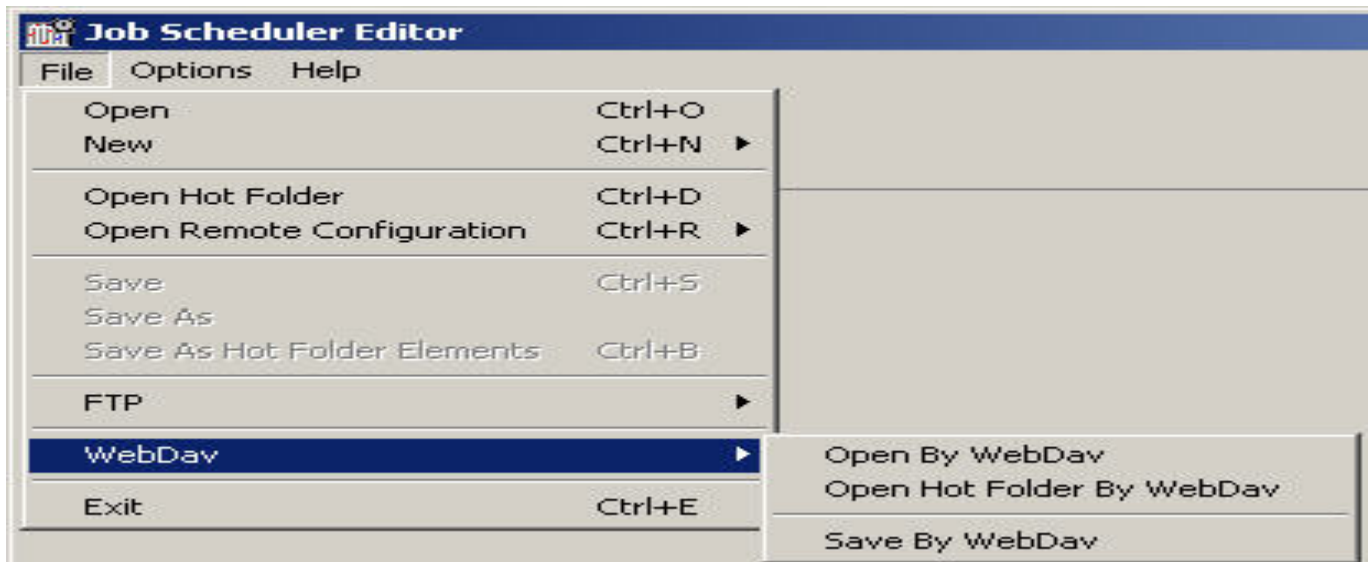 Job Scheduler Editor
File Options Help
Open Ctrl+O
New Ctrl+N
Open Hot Folder Ctrl+D
Open Remote Configuration Ctrl+R
Save Ctrl+S
Save As
Save As Hot Folder Elements Ctrl+B
FTP
WebDav
Open By WebDav
Open Hot Folder By WebDav
Exit Ctrl+E
Save By WebDav